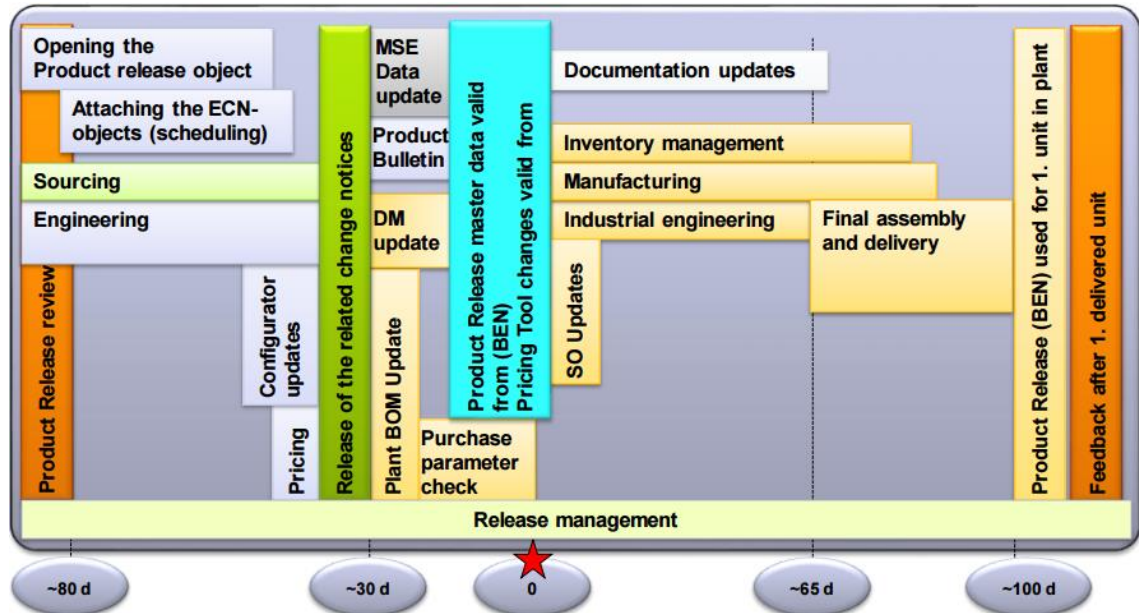 Opening the
Product release object
Attaching the ECN-
objects (scheduling)
Sourcing
Engineering
Product Release review
Configurator
updates
Pricing
Release of the related change notices
MSE
Data
update
Product
Bulletin
DM
update
Plant BOM Update
Purchase
parameter
check
Product Release master data valid
from (BEN)
Pricing Tool changes valid from
Documentation updates
Inventory management
Manufacturing
Industrial engineering
SO Updates
Final assembly
and delivery
Product Release (BEN) used for 1. unit in plant
Feedback after 1. delivered unit
Release management
~80 d
~30 d
0
~65 d
~100 d